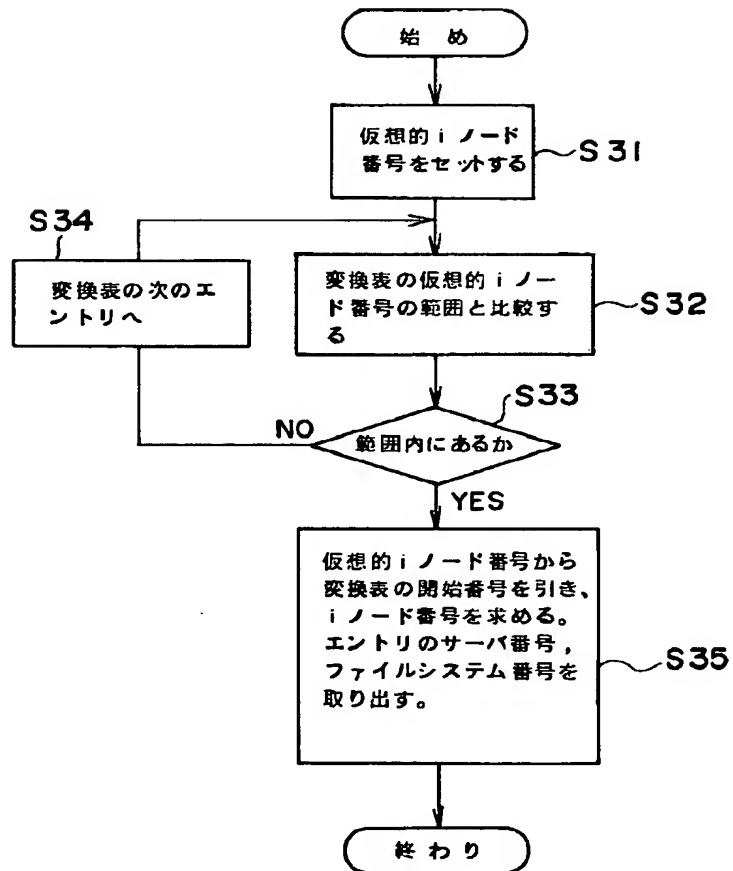 始め
仮想的iノード
番号をセットする
S31
S34
変換表の次のエ
ントリへ
変換表の仮想的iノー
ド番号の範囲と比較す
る
S32
S33
範囲内にあるか
NO
YES
仮想的iノード番号から
変換表の開始番号を引き、
iノード番号を求める。
エントリのサーバ番号,
ファイルシステム番号を
取り出す。
S35
終わり